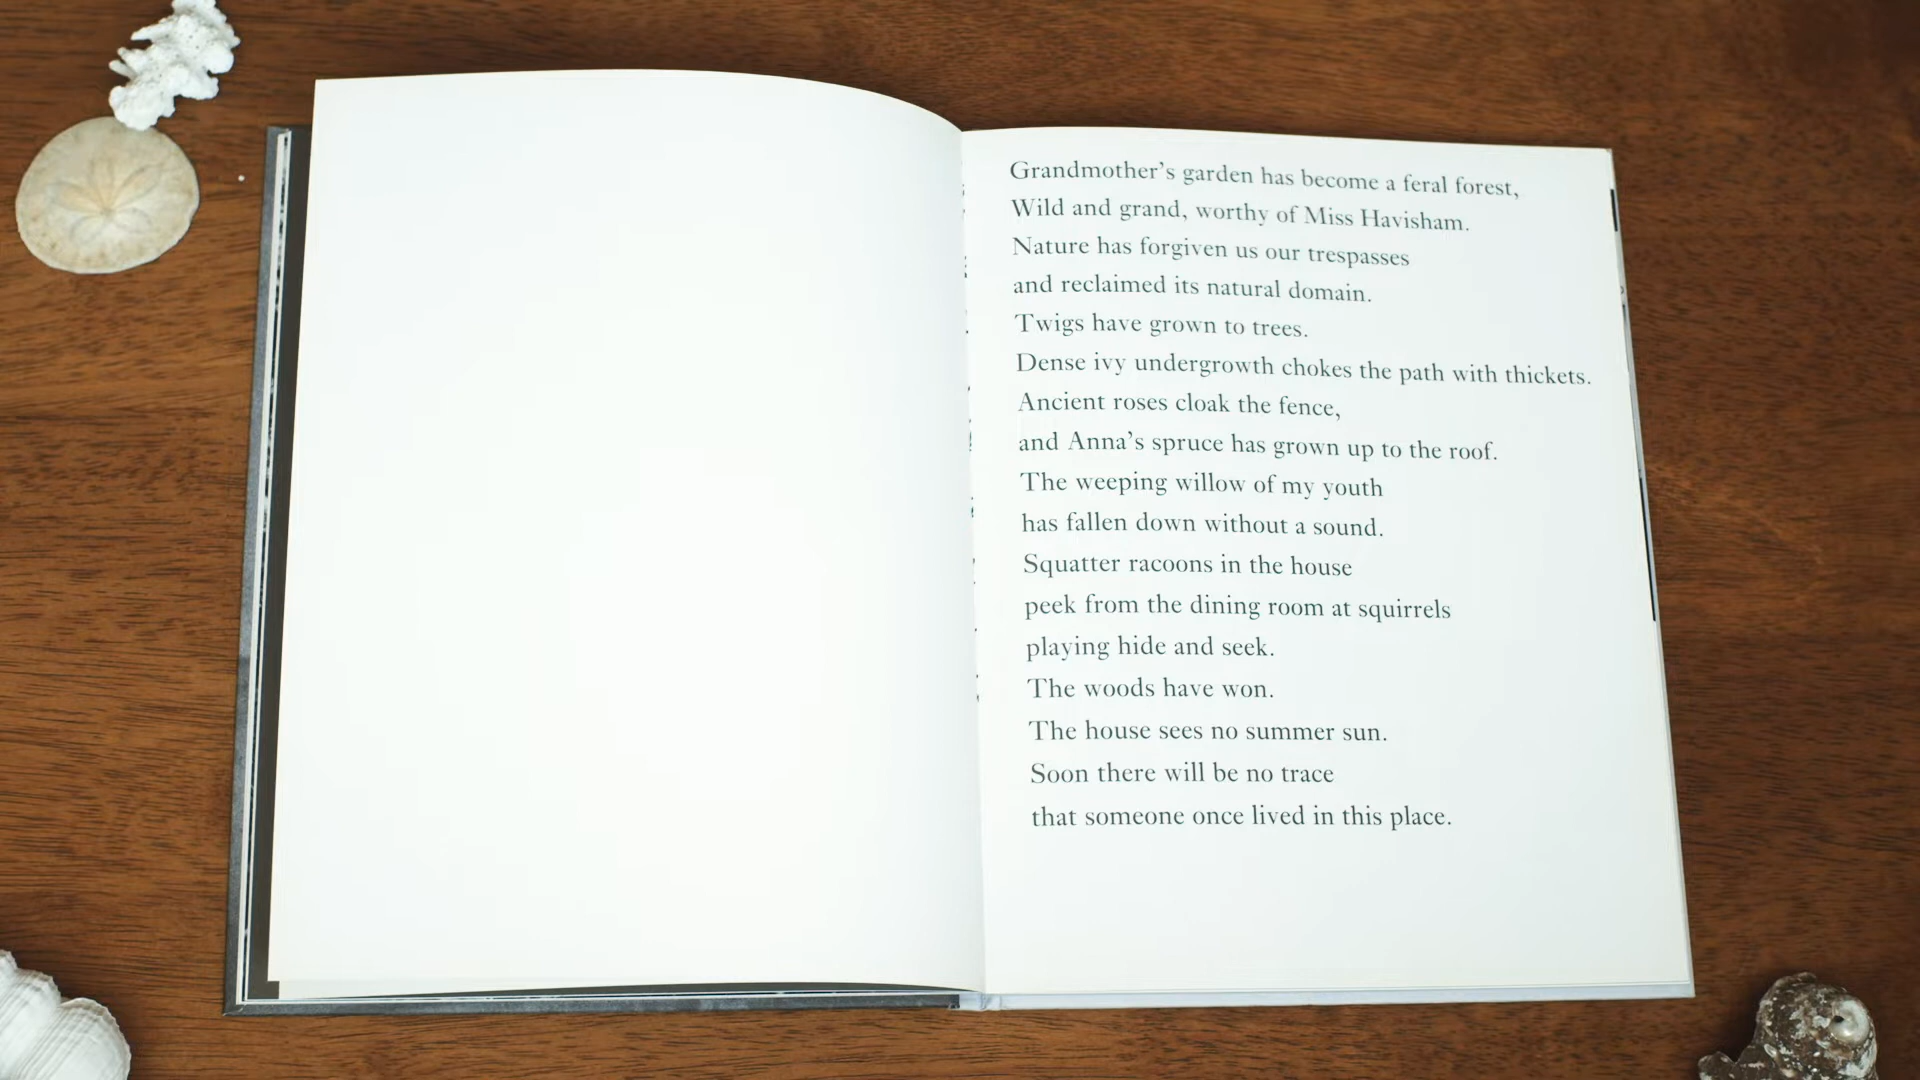 Grandmother’s garden has become a feral forest,
Wild and grand, worthy of Miss Havisham.
Nature has forgiven us our trespasses
and reclaimed its natural domain.
Twigs have grown to trees.
Dense ivy undergrowth chokes the path with thickets.
Ancient roses cloak the fence,
and Anna’s spruce has grown up to the roof.
The weeping willow of my youth
has fallen down without a sound.
Squatter racoons in the house
peek from the dining room at squirrels
playing hide and seek.
The woods have won.
The house sees no summer sun.
Soon there will be no trace
that someone once lived in this place.